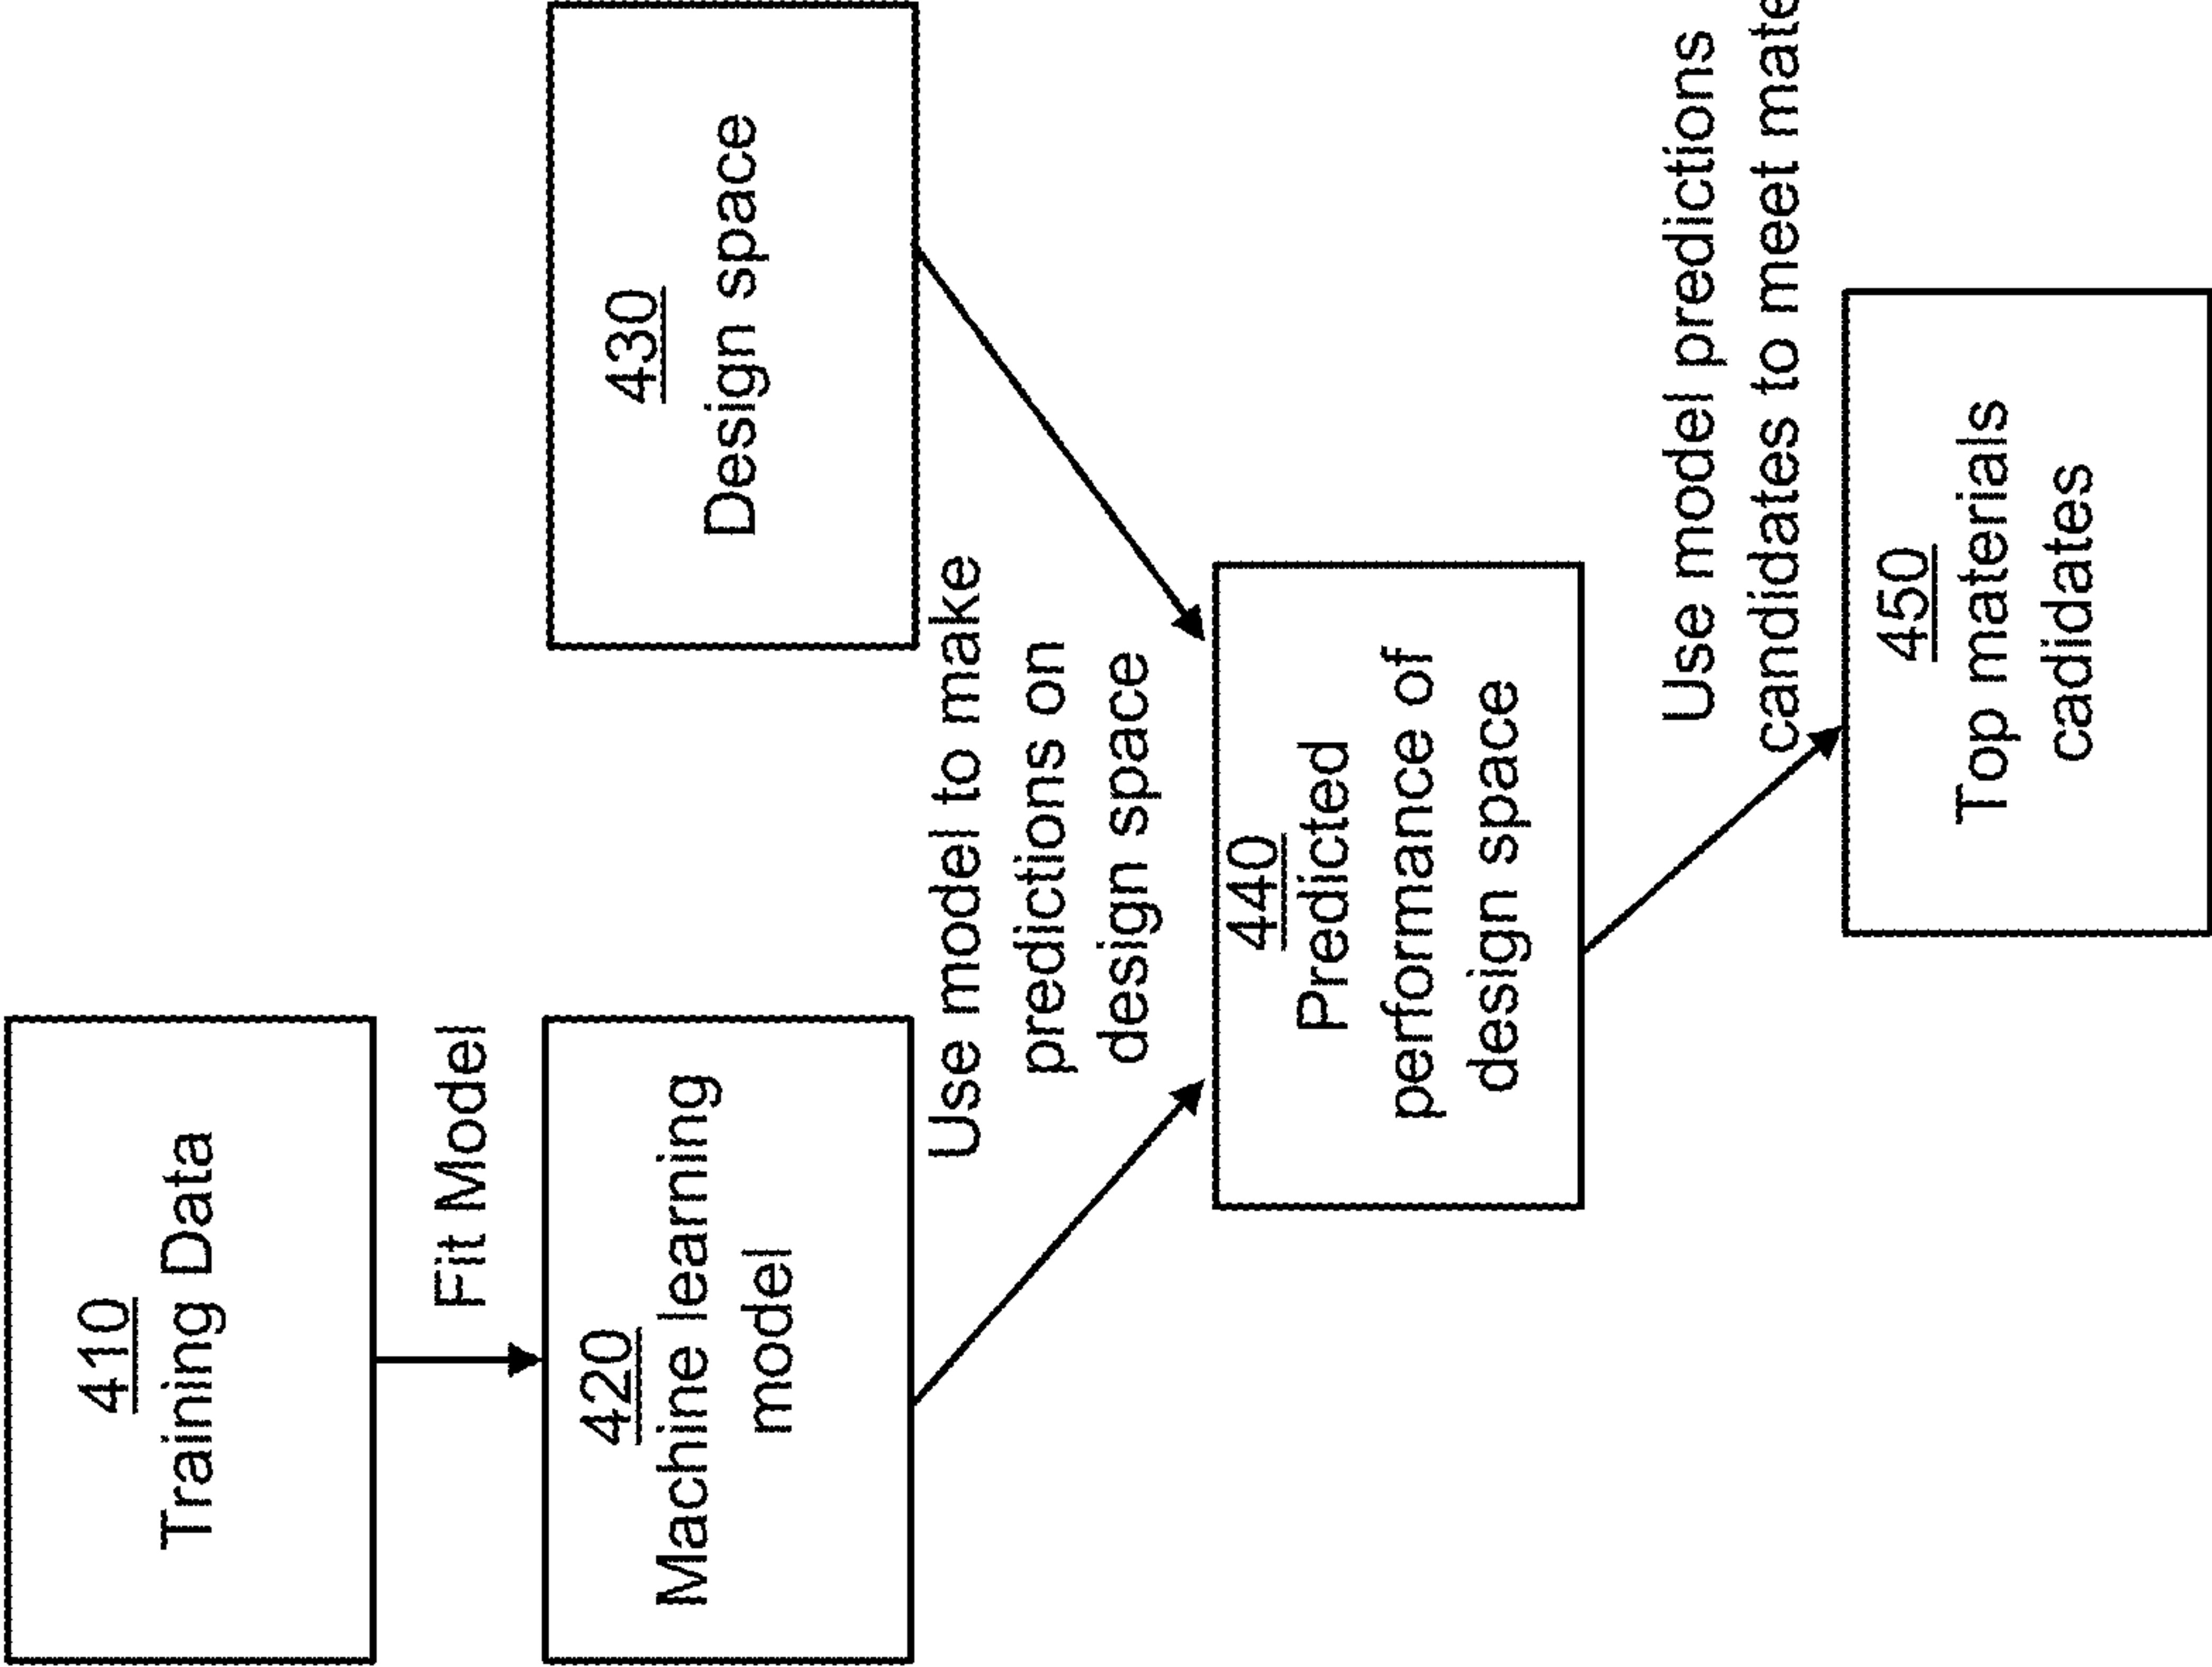 410
Training Data
Fit Model
420
Machine learning
model
430
Design space
Use model to make
predictions on
design space
440
Predicted
performance of
design space
Use model predictions
candidates to meet
450
Top materials
cadidates